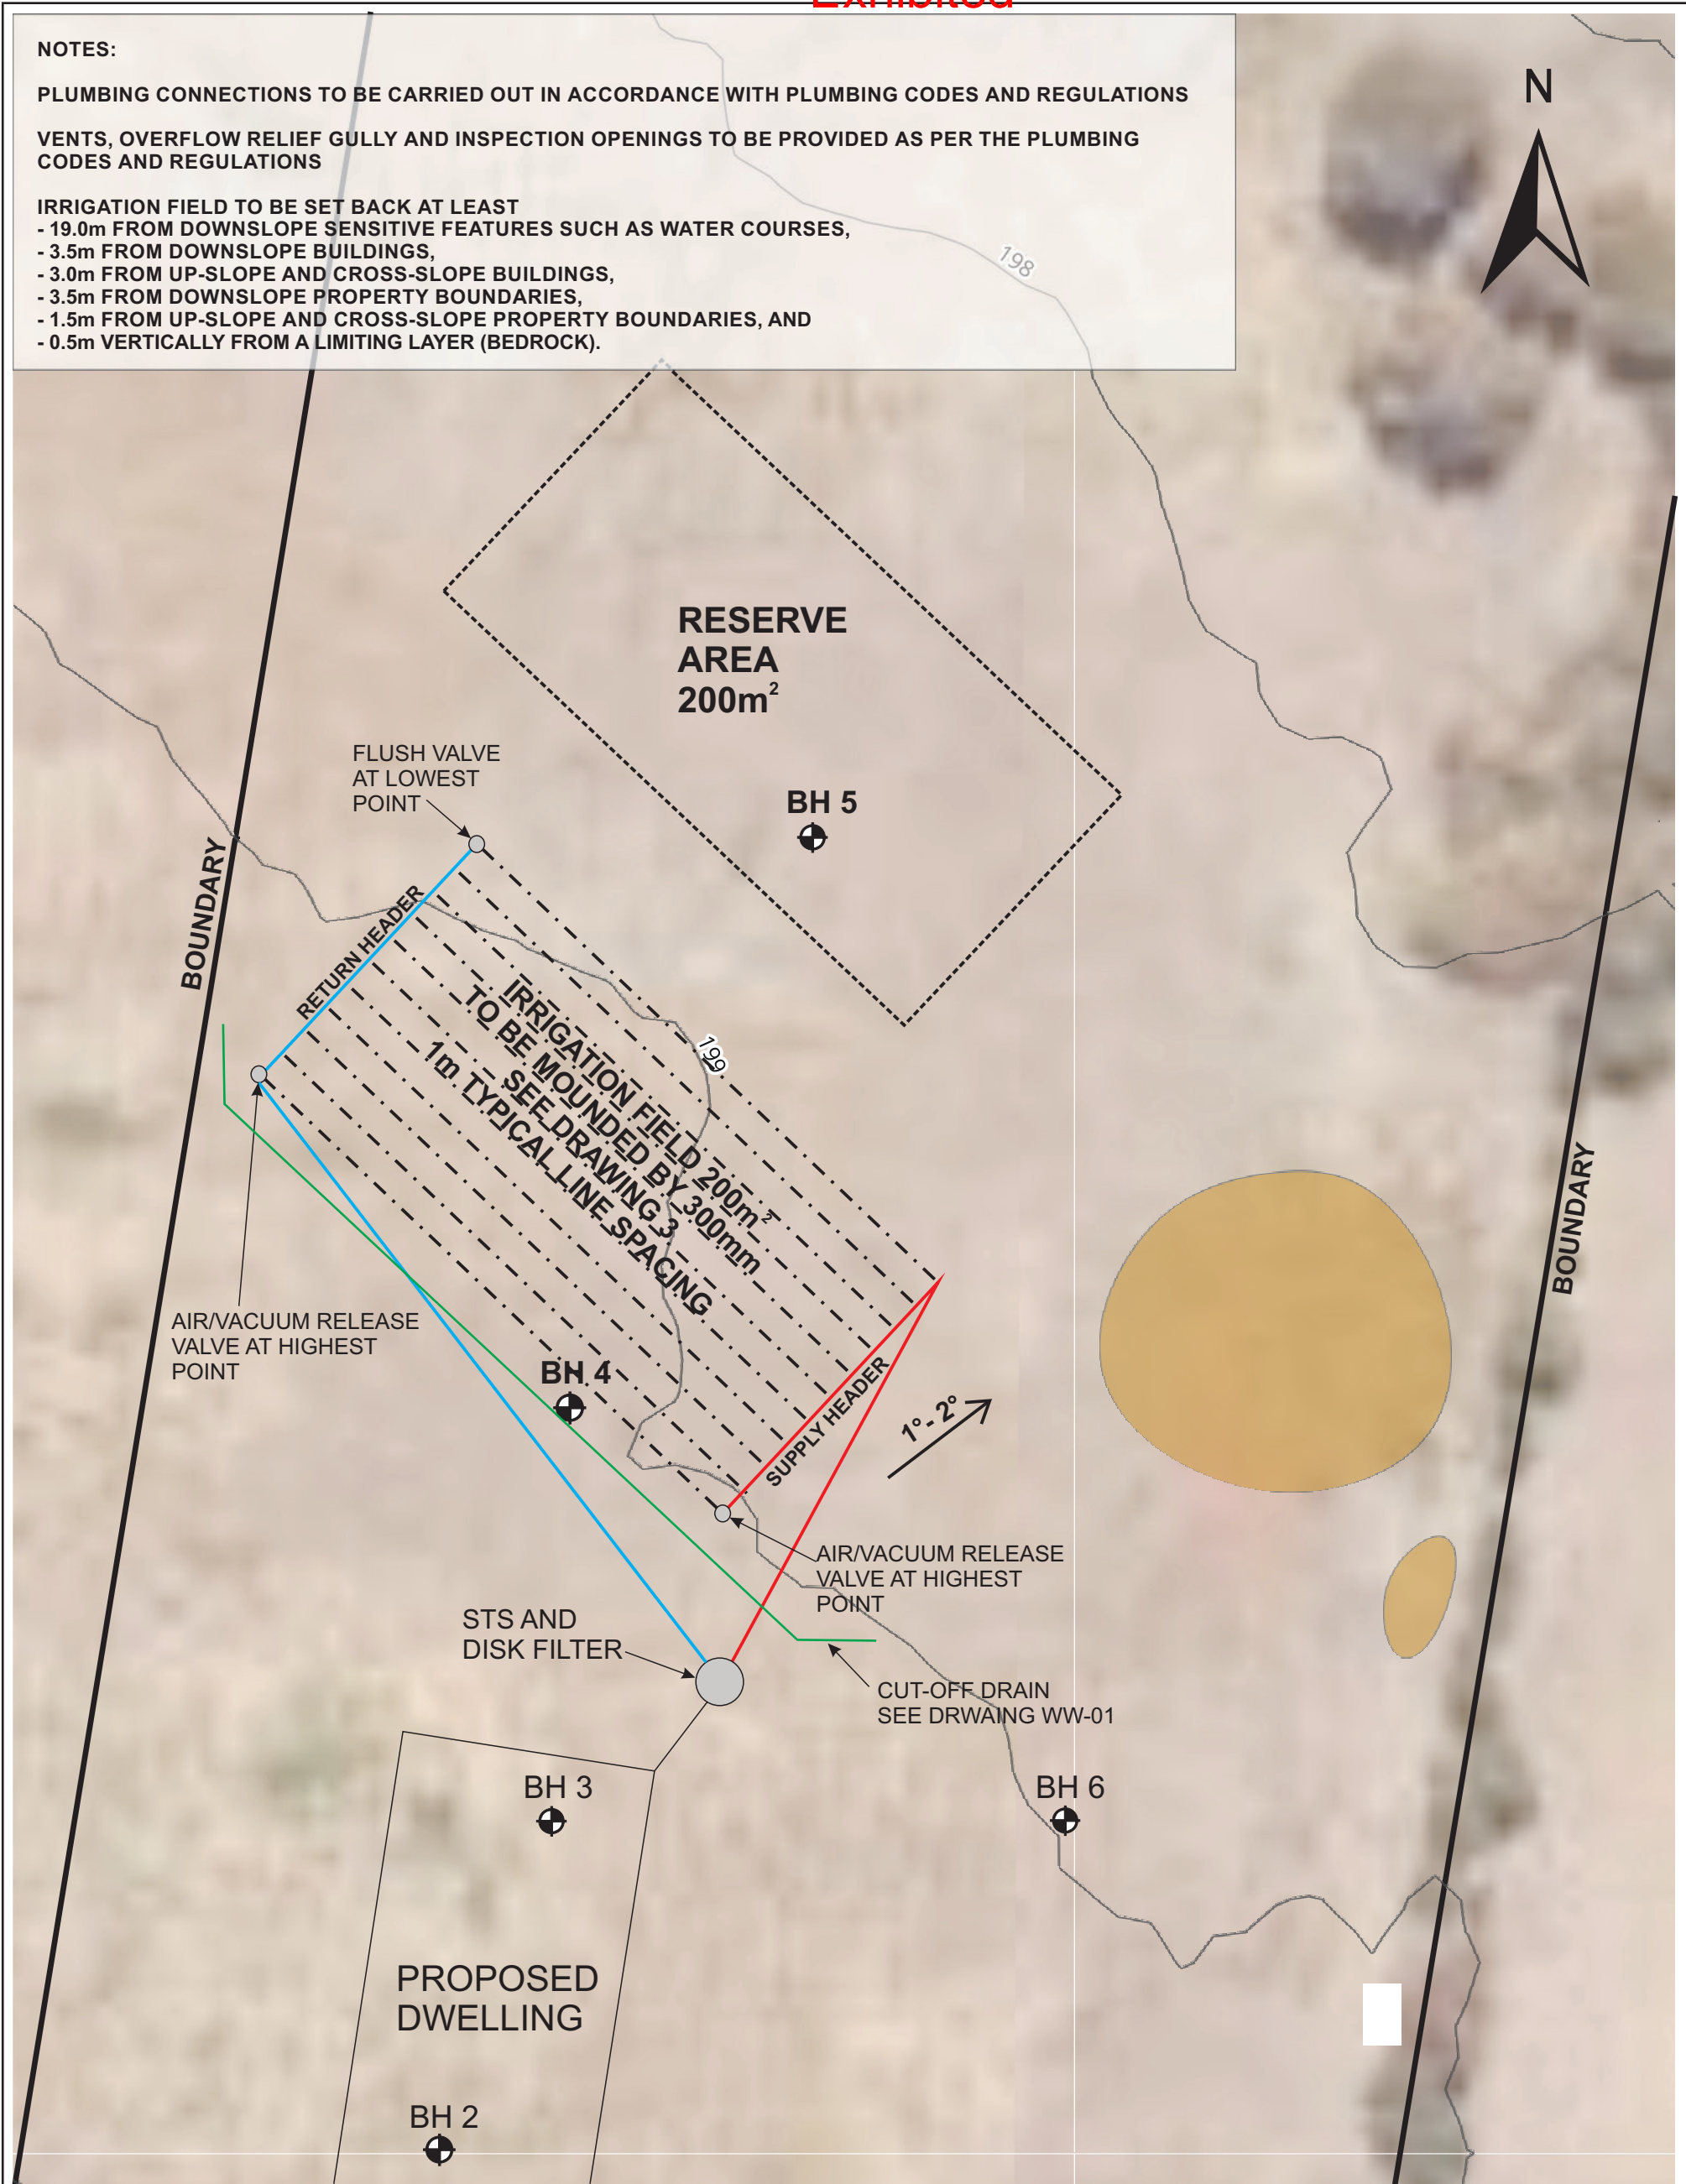 Exhibited
NOTES:
PLUMBING CONNECTIONS TO BE CARRIED OUT IN ACCORDANCE WITH PLUMBING CODES AND REGULATIONS
VENTS, OVERFLOW RELIEF GULLY AND INSPECTION OPENINGS TO BE PROVIDED AS PER THE PLUMBING
CODES AND REGULATIONS
IRRIGATION FIELD TO BE SET BACK AT LEAST
- 19.0m FROM DOWNSLOPE SENSITIVE FEATURES SUCH AS WATER COURSES,
- 3.5m FROM DOWNSLOPE BUILDINGS,
- 3.0m FROM UP-SLOPE AND CROSS-SLOPE BUILDINGS,
- 3.5m FROM DOWNSLOPE PROPERTY BOUNDARIES,
- 1.5m FROM UP-SLOPE AND CROSS-SLOPE PROPERTY BOUNDARIES, AND
- 0.5m VERTICALLY FROM A LIMITING LAYER (BEDROCK).
N
198
RESERVE
AREA
200m²
FLUSH VALVE
AT LOWEST
POINT
BH 5
BOUNDARY
RETURN HEADER
199
IRRIGATION FIELD 200m²
TO BE MOUNDED BY 300mm
SEE DRAWING 3
1m TYPICAL LINE SPACING
BOUNDARY
AIR/VACUUM RELEASE
VALVE AT HIGHEST
POINT
BH 4
SUPPLY HEADER
1°- 2°
AIR/VACUUM RELEASE
VALVE AT HIGHEST
POINT
STS AND
DISK FILTER
CUT-OFF DRAIN
SEE DRWAING WW-01
BH 3
BH 6
PROPOSED
DWELLING
BH 2